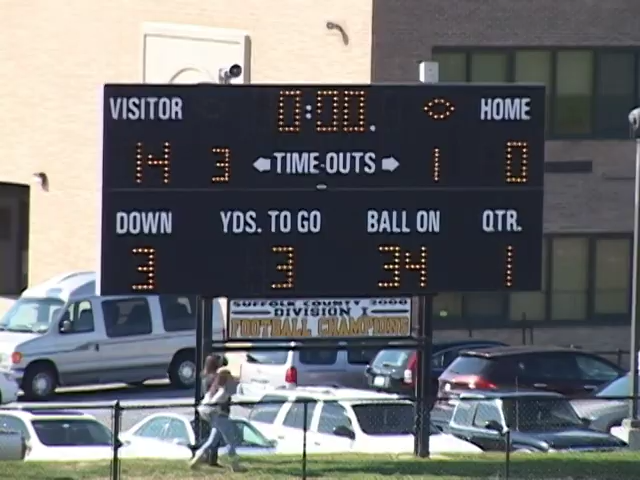 VISITOR 0:00. HOME
14 3 TIME-OUTS 1 0
DOWN YDS. TO GO BALL ON QTR.
3 3 34 1
SUFFOLK COUNTY 2000
DIVISION I
FOOTBALL CHAMPIONS